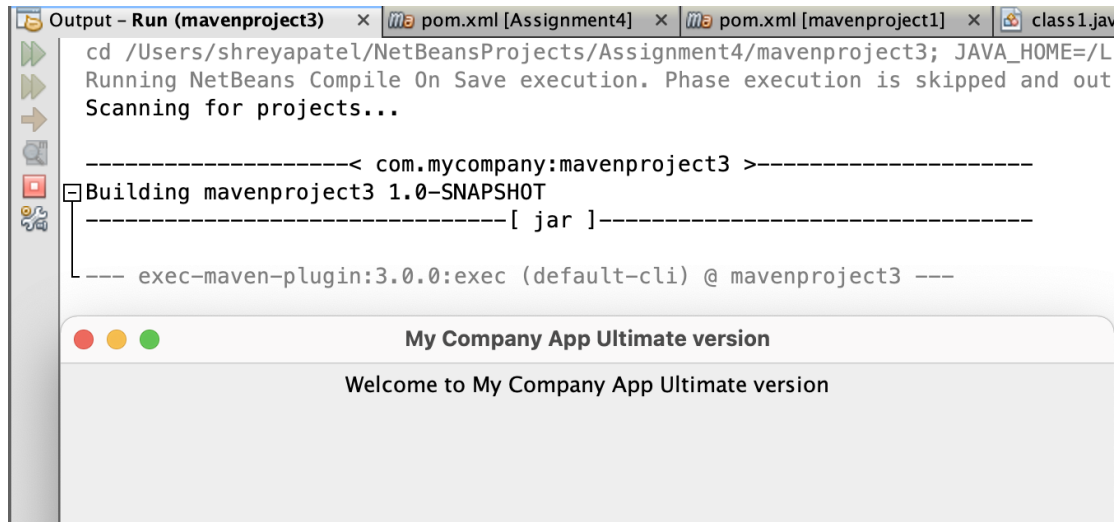 Output – Run (mavenproject3) × pom.xml [Assignment4] × pom.xml [mavenproject1] × class1.jav
cd /Users/shreyapatel/NetBeansProjects/Assignment4/mavenproject3; JAVA_HOME=/L
Running NetBeans Compile On Save execution. Phase execution is skipped and out
Scanning for projects...
--------------------< com.mycompany:mavenproject3 >---------------------
Building mavenproject3 1.0-SNAPSHOT
--------------------------------[ jar ]---------------------------------
--- exec-maven-plugin:3.0.0:exec (default-cli) @ mavenproject3 ---
My Company App Ultimate version
Welcome to My Company App Ultimate version